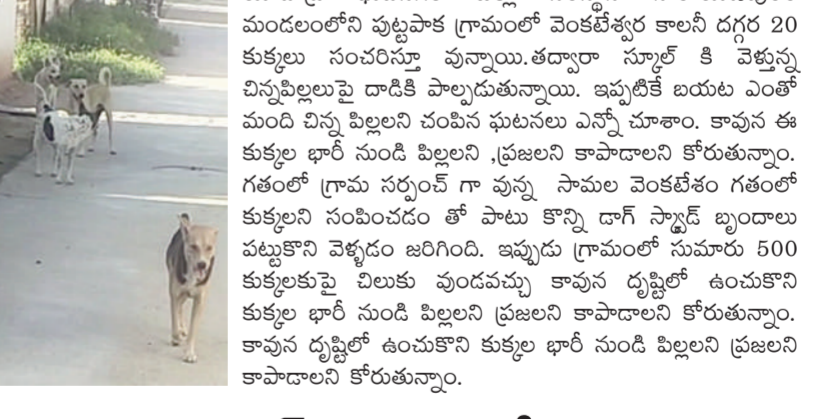 మండలంలోని పుట్టపాక గ్రామంలో వెంకటేశ్వర కాలనీ దగ్గర 20
కుక్కలు సంచరిస్తూ వున్నాయి.తద్వారా స్కూల్ కి వెళ్తున్న
చిన్నపిల్లలుపై దాడికి పాల్పడుతున్నాయి. ఇప్పటికే బయట ఎంతో
మంది చిన్న పిల్లలని చంపిన ఘటనలు ఎన్నో చూశాం. కావున ఈ
కుక్కల భారీ నుండి పిల్లలని ,ప్రజలని కాపాడాలని కోరుతున్నాం.
గతంలో గ్రామ సర్పంచ్ గా వున్న సామల వెంకటేశం గతంలో
కుక్కలని సంపించడం తో పాటు కొన్ని డాగ్ స్క్వాడ్ బృందాలు
పట్టుకొని వెళ్ళడం జరిగింది. ఇప్పుడు గ్రామంలో సుమారు 500
కుక్కలకుపై చిలుకు వుండవచ్చు కావున దృష్టిలో ఉంచుకొని
కుక్కల భారీ నుండి పిల్లలని ప్రజలని కాపాడాలని కోరుతున్నాం.
కావున దృష్టిలో ఉంచుకొని కుక్కల భారీ నుండి పిల్లలని ప్రజలని
కాపాడాలని కోరుతున్నాం.